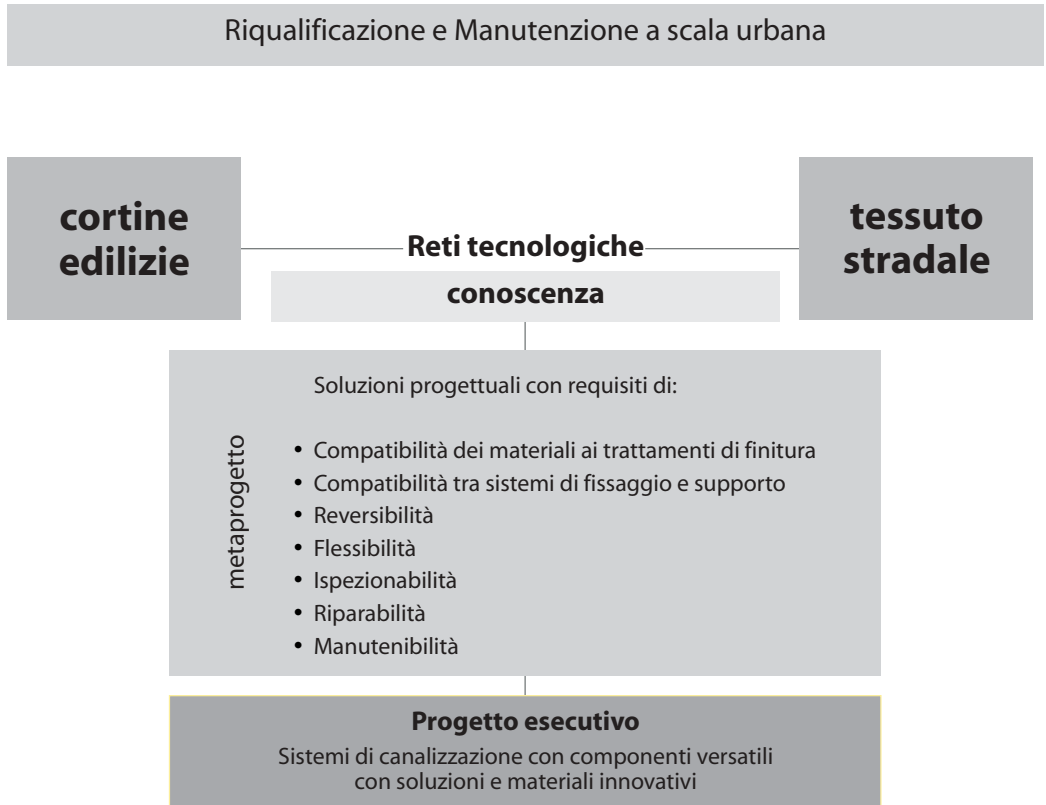 Riqualificazione e Manutenzione a scala urbana
cortine
edilizie
Reti tecnologiche
tessuto
stradale
conoscenza
metaprogetto
Soluzioni progettuali con requisiti di:
• Compatibilità dei materiali ai trattamenti di finitura
• Compatibilità tra sistemi di fissaggio e supporto
• Reversibilità
• Flessibilità
• Ispezionabilità
• Riparabilità
• Manutenibilità
Progetto esecutivo
Sistemi di canalizzazione con componenti versatili
con soluzioni e materiali innovativi